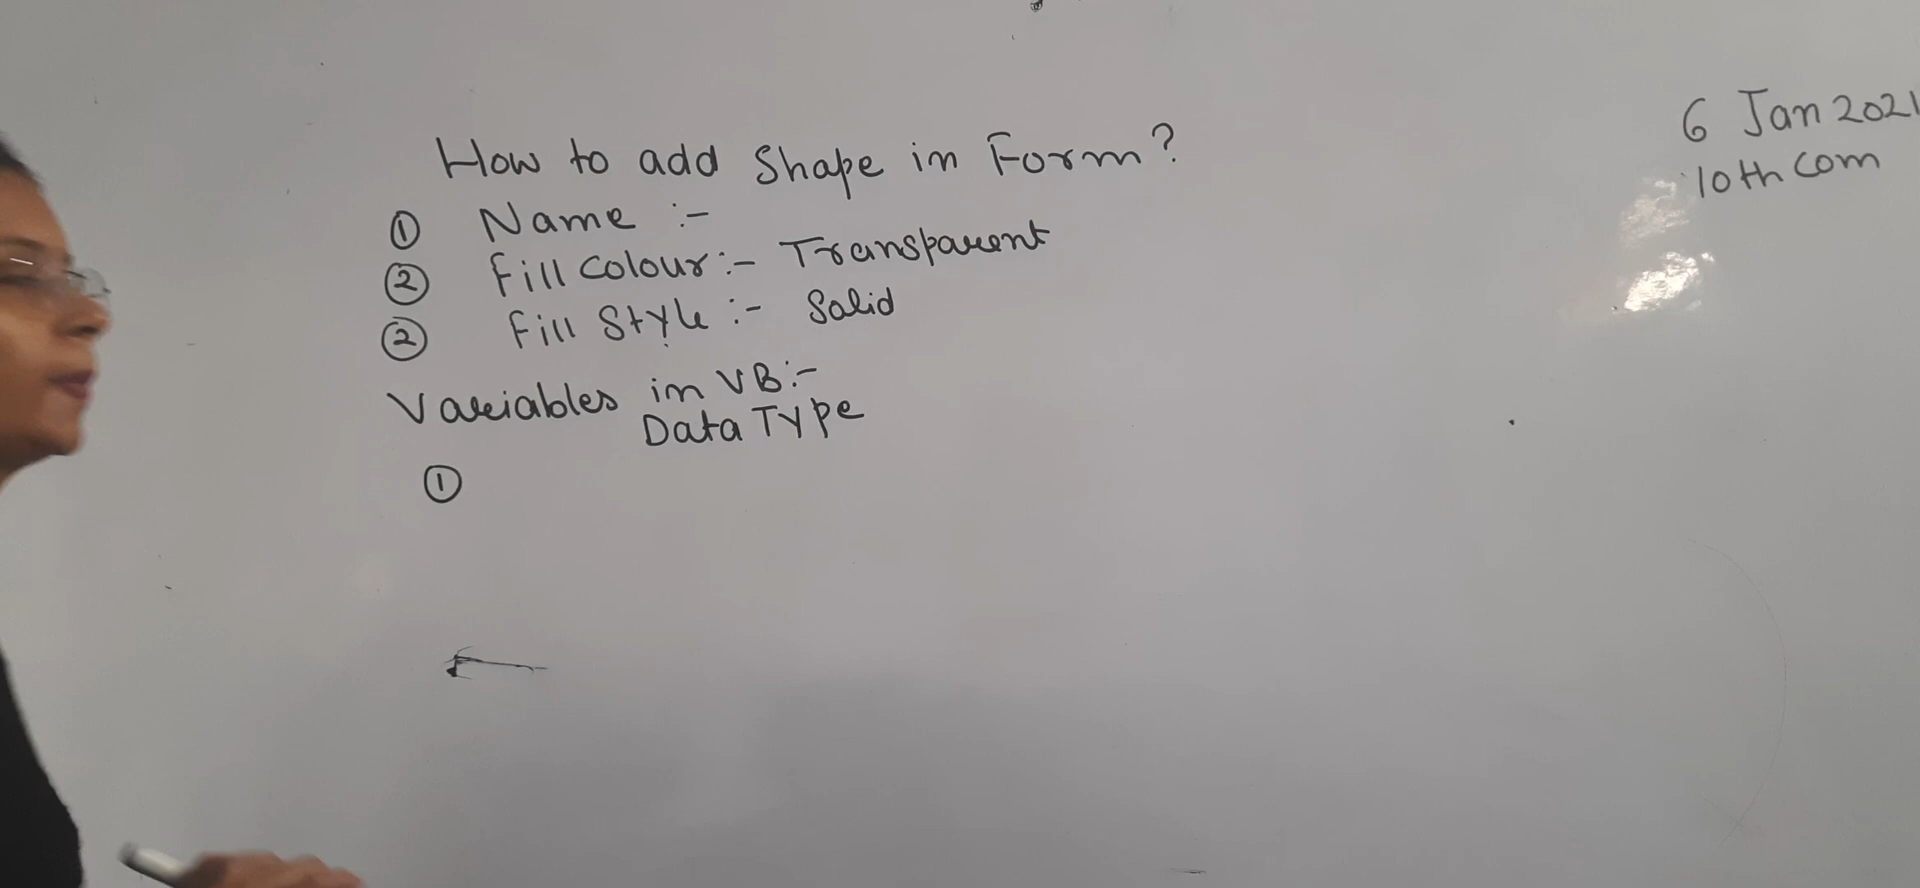 6 Jan 2021
10th com
How to add Shape in Form?
① Name :-
② Fill Colour :- Transparent
② Fill Style :- Solid
Variables in VB:-
Data Type
①